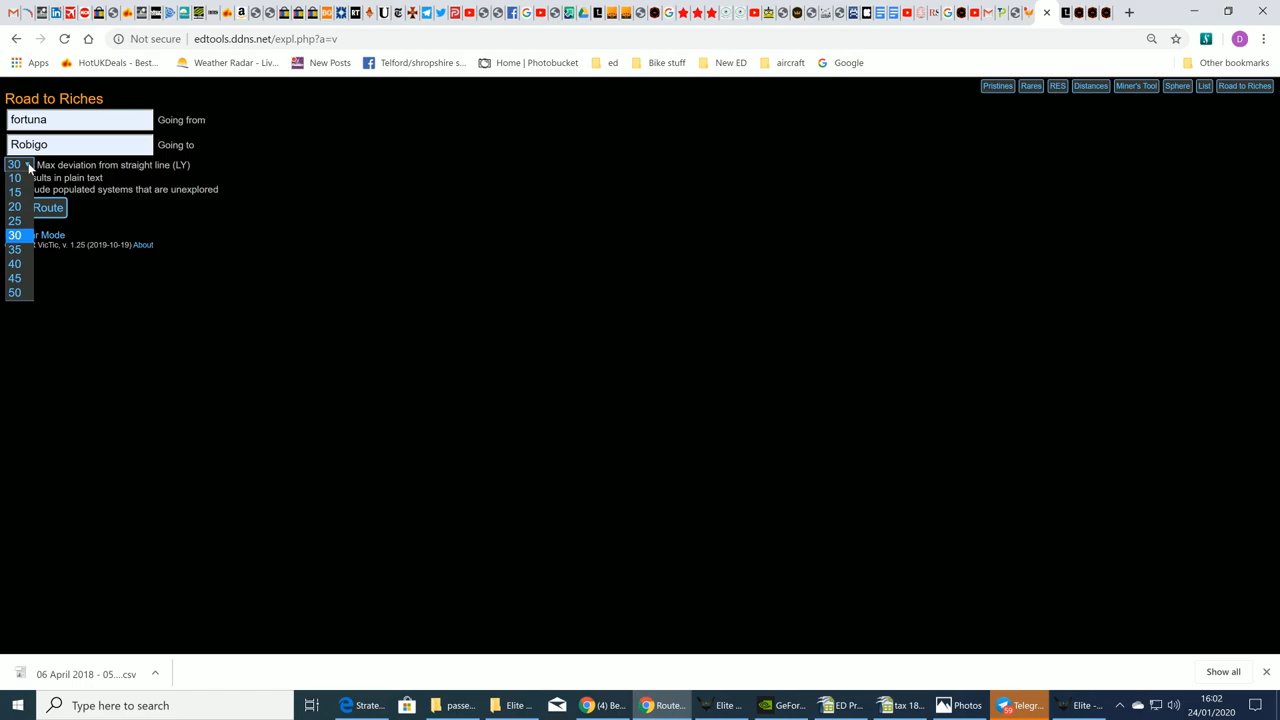 Not secure
edtools.ddns.net/expl.php?a=v
Apps
HotUKDeals - Best...
Weather Radar - Liv...
New Posts
Telford/shropshire s...
Home | Photobucket
ed
Bike stuff
New ED
aircraft
Google
Other bookmarks
Pristines
Rares
RES
Distances
Miner's Tool
Sphere
List
Road to Riches
Road to Riches
fortuna
Going from
Robigo
Going to
30
Max deviation from straight line (LY)
10
sults in plain text
15
ude populated systems that are unexplored
20
Route
25
30
r Mode
VicTic, v. 1.25 (2019-10-19) About
35
40
45
50
06 April 2018 - 05....csv
Show all
Type here to search
Strate...
passe...
Elite ...
(4) Be...
Route...
Elite ...
GeFor...
ED Pr...
tax 18...
Photos
59
Telegr...
Elite -...
16:02
24/01/2020